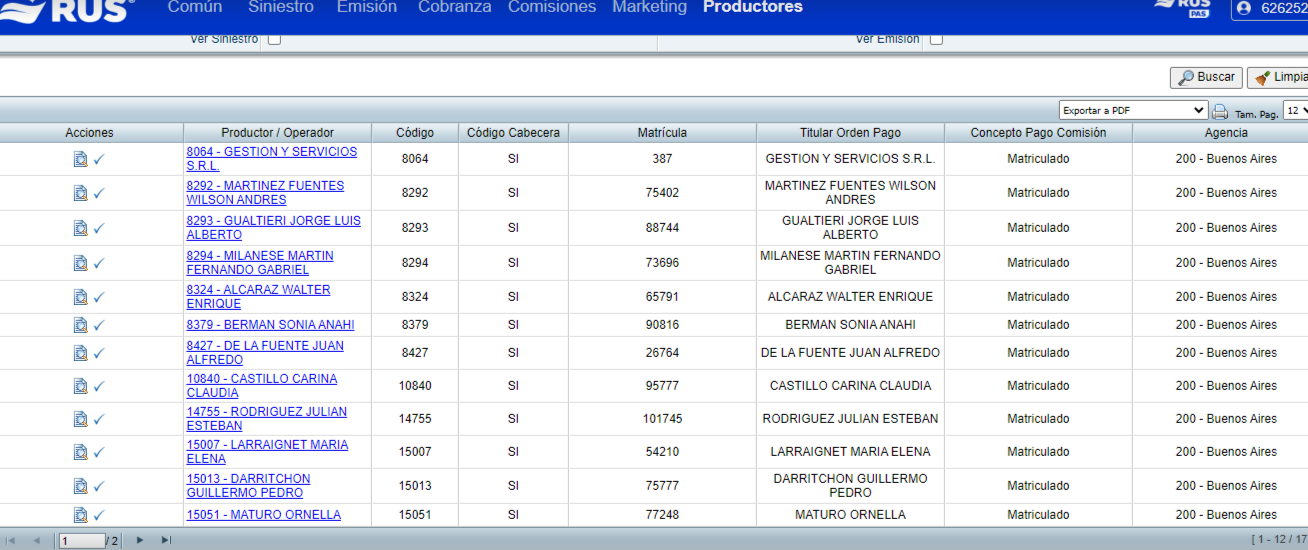 RUS Común Siniestro Emisión Cobranza Comisiones Marketing Productores RUS PAS 626252
Ver Siniestro Ver Emisión
Buscar Limpia
Exportar a PDF Tam. Pag. 12
Acciones Productor / Operador Código Código Cabecera Matrícula Titular Orden Pago Concepto Pago Comisión Agencia
8064 - GESTION Y SERVICIOS
S.R.L. 8064 SI 387 GESTION Y SERVICIOS S.R.L. Matriculado 200 - Buenos Aires
8292 - MARTINEZ FUENTES
WILSON ANDRES 8292 SI 75402 MARTINEZ FUENTES WILSON
ANDRES Matriculado 200 - Buenos Aires
8293 - GUALTIERI JORGE LUIS
ALBERTO 8293 SI 88744 GUALTIERI JORGE LUIS
ALBERTO Matriculado 200 - Buenos Aires
8294 - MILANESE MARTIN
FERNANDO GABRIEL 8294 SI 73696 MILANESE MARTIN FERNANDO
GABRIEL Matriculado 200 - Buenos Aires
8324 - ALCARAZ WALTER
ENRIQUE 8324 SI 65791 ALCARAZ WALTER ENRIQUE Matriculado 200 - Buenos Aires
8379 - BERMAN SONIA ANAHI 8379 SI 90816 BERMAN SONIA ANAHI Matriculado 200 - Buenos Aires
8427 - DE LA FUENTE JUAN
ALFREDO 8427 SI 26764 DE LA FUENTE JUAN ALFREDO Matriculado 200 - Buenos Aires
10840 - CASTILLO CARINA
CLAUDIA 10840 SI 95777 CASTILLO CARINA CLAUDIA Matriculado 200 - Buenos Aires
14755 - RODRIGUEZ JULIAN
ESTEBAN 14755 SI 101745 RODRIGUEZ JULIAN ESTEBAN Matriculado 200 - Buenos Aires
15007 - LARRAIGNET MARIA
ELENA 15007 SI 54210 LARRAIGNET MARIA ELENA Matriculado 200 - Buenos Aires
15013 - DARRITCHON
GUILLERMO PEDRO 15013 SI 75777 DARRITCHON GUILLERMO
PEDRO Matriculado 200 - Buenos Aires
15051 - MATURO ORNELLA 15051 SI 77248 MATURO ORNELLA Matriculado 200 - Buenos Aires
1 / 2 [ 1 - 12 / 17